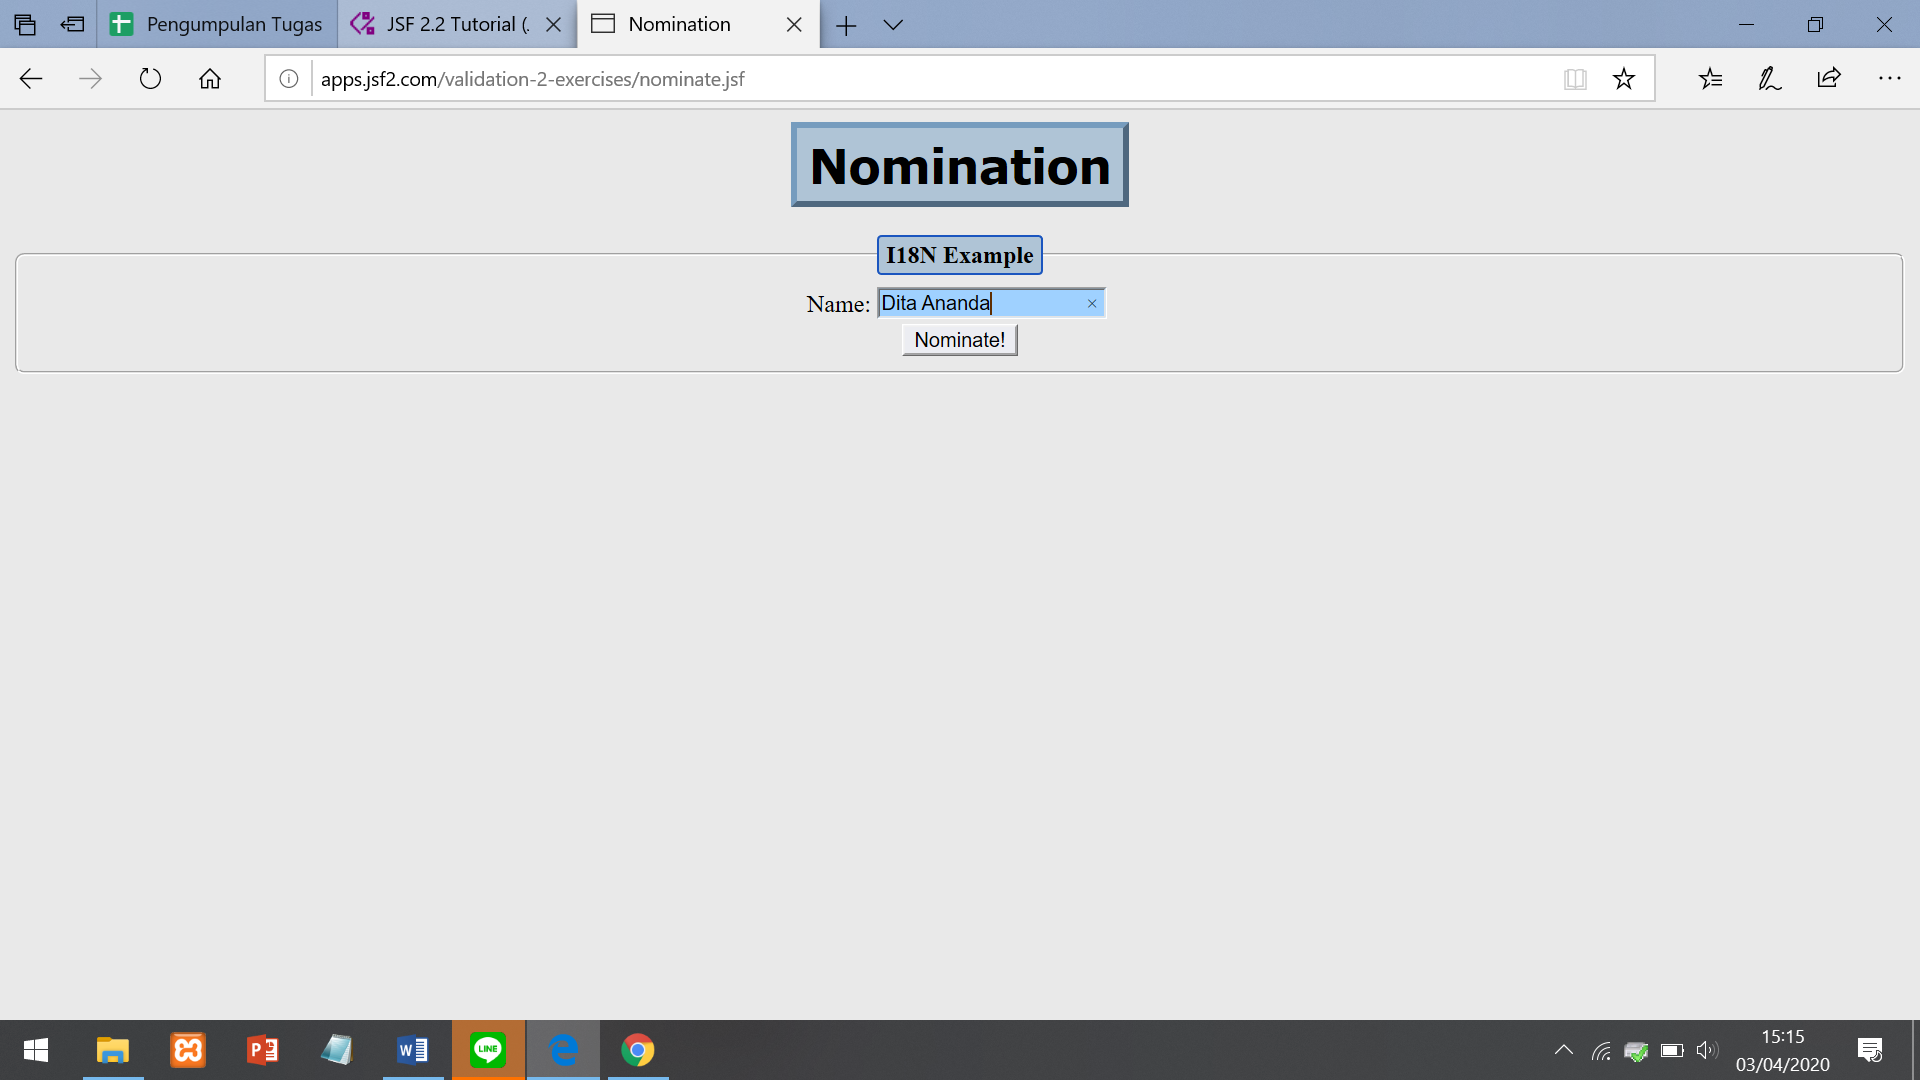 Pengumpulan Tugas
JSF 2.2 Tutorial (.
Nomination
apps.jsf2.com/validation-2-exercises/nominate.jsf
Nomination
I18N Example
Name: Dita Ananda
Nominate!
LINE
15:15
03/04/2020